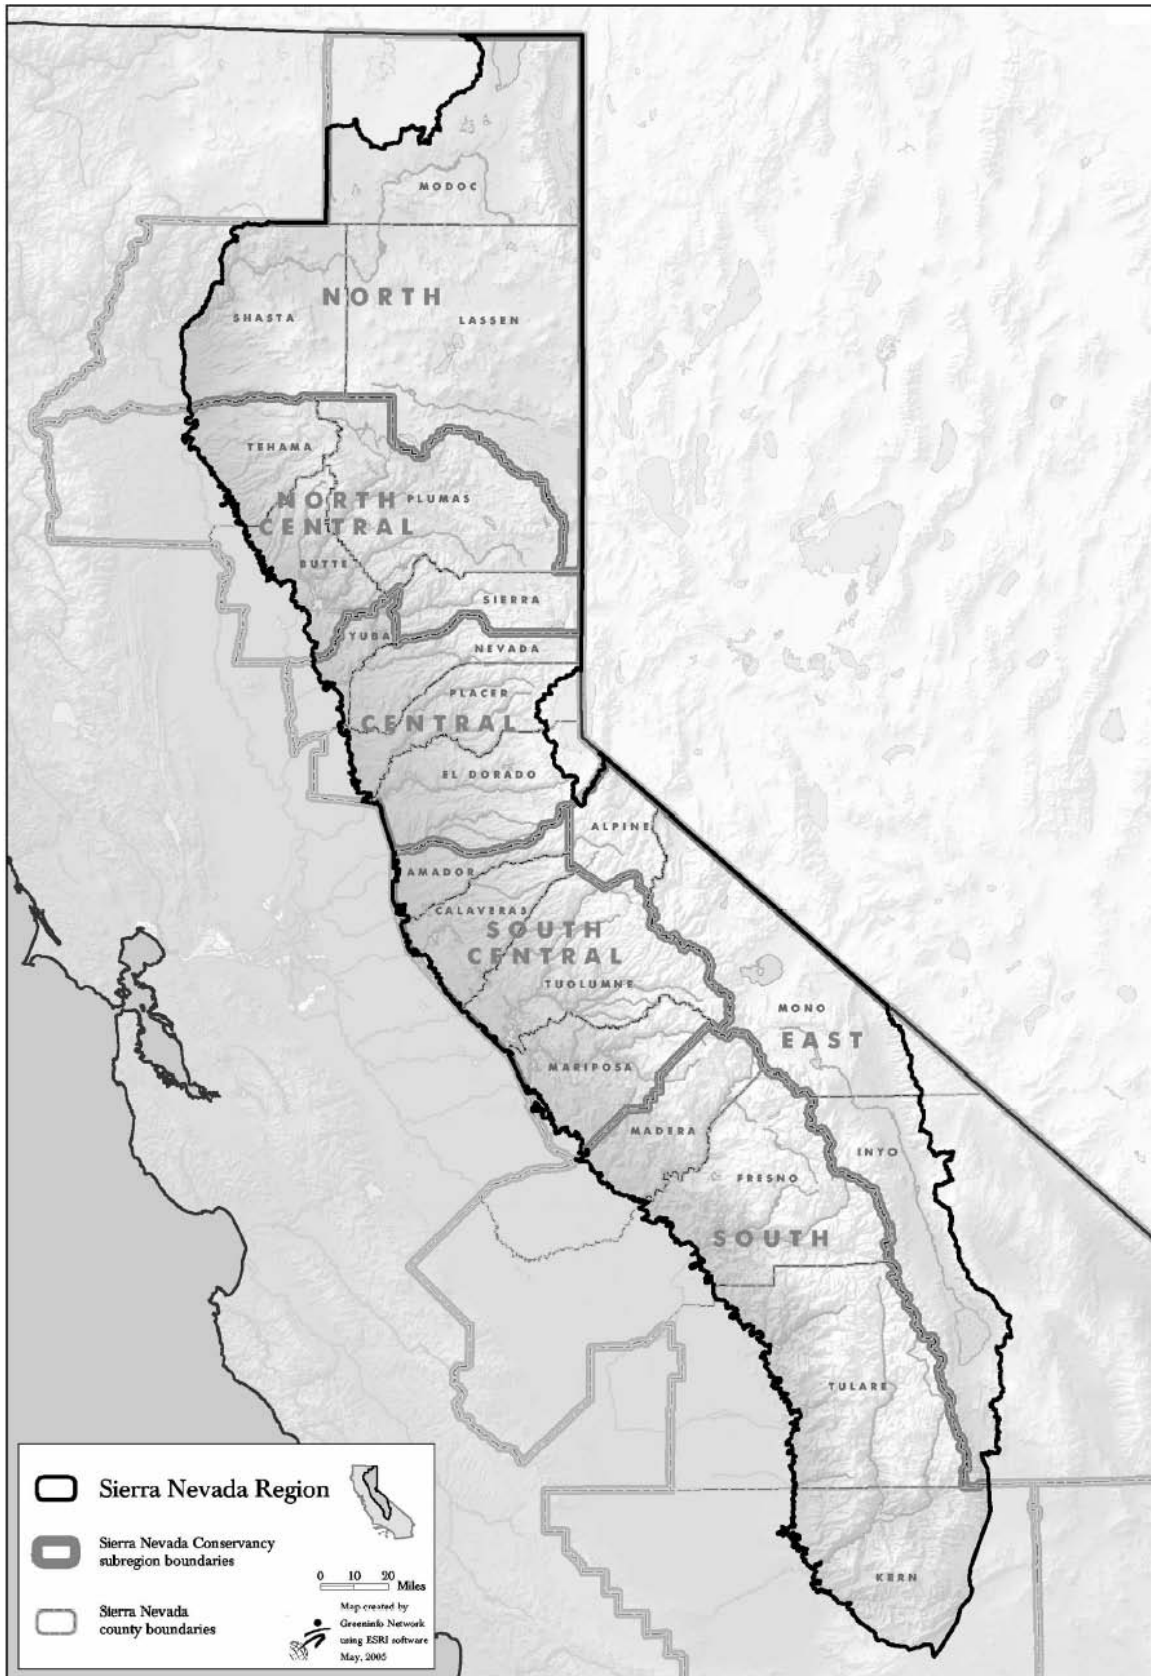 MODOC
NORTH
SHASTA
LASSEN
TEHAMA
NORTH
CENTRAL
PLUMAS
BUTTE
SIERRA
YUBA
NEVADA
PLACER
CENTRAL
EL DORADO
ALPINE
AMADOR
CALAVERAS
SOUTH
CENTRAL
TUOLUMNE
MONO
EAST
MARIPOSA
MADERA
INYO
FRESNO
SOUTH
TULARE
KERN
Sierra Nevada Region
Sierra Nevada Conservancy
subregion boundaries
0 10 20
Miles
Sierra Nevada
county boundaries
Map created by
Greeninfo Network
using ESRI software
May, 2005